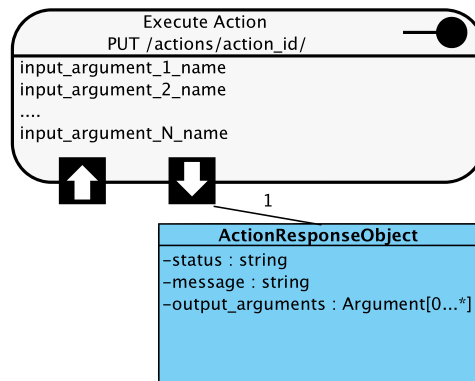 Execute Action
PUT /actions/action_id/
input_argument_1_name
input_argument_2_name
....
input_argument_N_name
1
ActionResponseObject
-status : string
-message : string
-output_arguments : Argument[0...*]